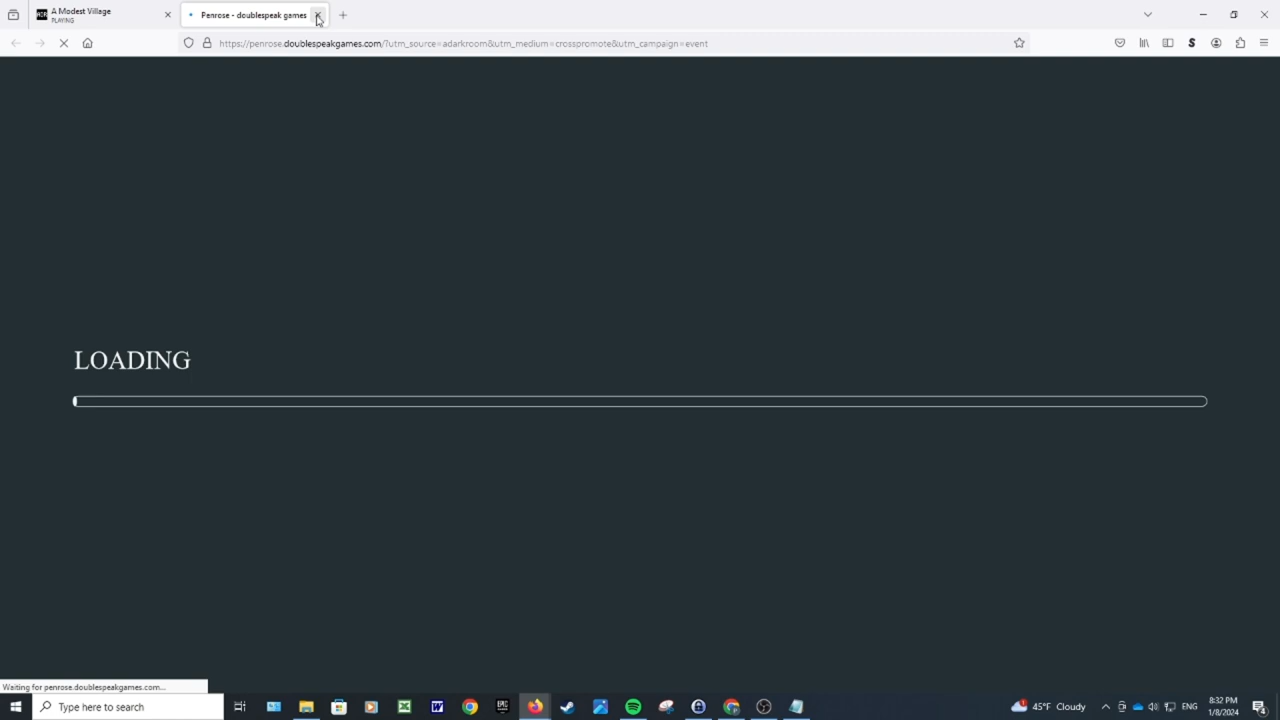 A Modest Village
PLAYING
Penrose - doublespeak games
https://penrose.doublespeakgames.com/?utm_source=adarkroom&utm_medium=crosspromote&utm_campaign=event
LOADING
Waiting for penrose.doublespeakgames.com...
Type here to search
45°F Cloudy
ENG
8:32 PM
1/8/2024